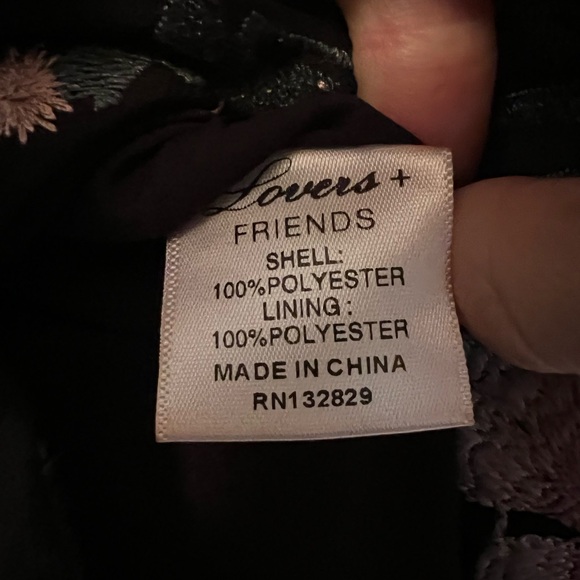 Lovers +
FRIENDS
SHELL:
100%POLYESTER
LINING:
100%POLYESTER
MADE IN CHINA
RN132829